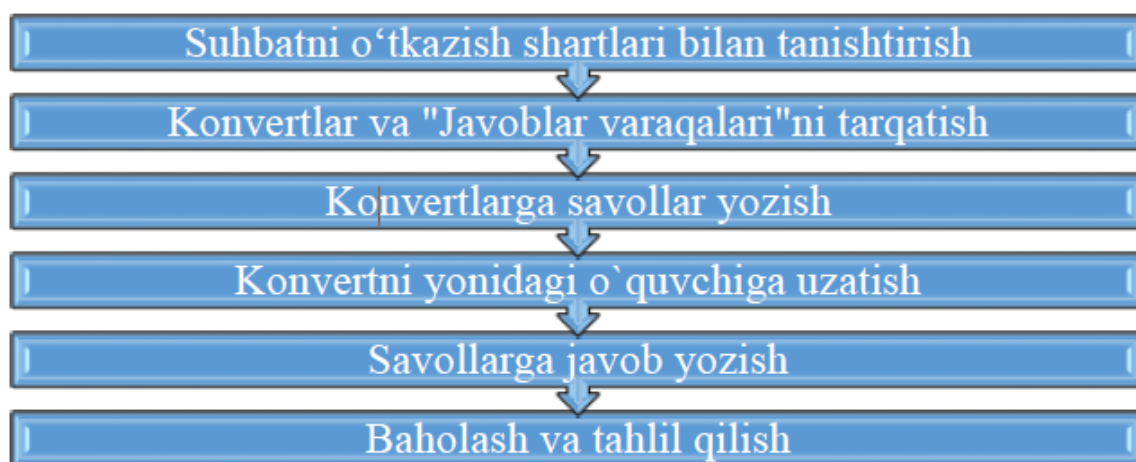 Suhbatni o‘tkazish shartlari bilan tanishtirish
Konvertlar va "Javoblar varaqalari"ni tarqatish
Konvertlarga savollar yozish
Konvertni yonidagi o`quvchiga uzatish
Savollarga javob yozish
Baholash va tahlil qilish